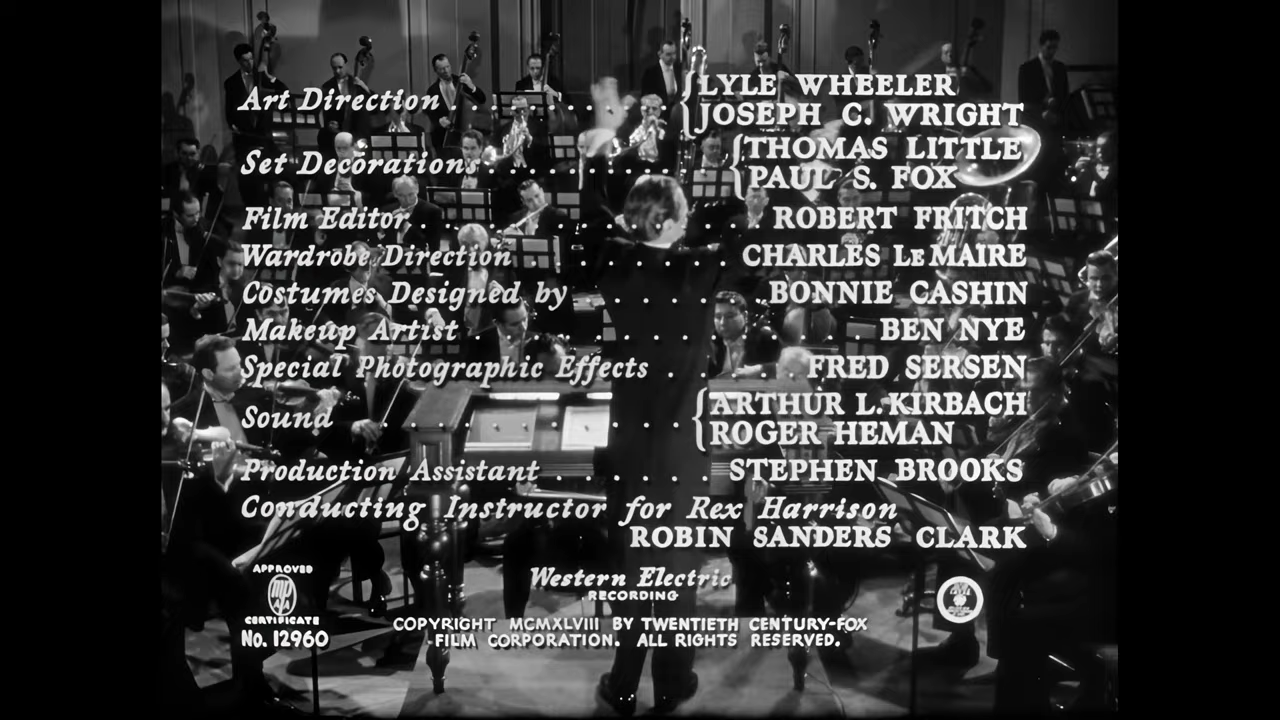 Art Direction . . . . . . . . . . { LYLE WHEELER
JOSEPH C. WRIGHT
Set Decorations . . . . . . . . . . { THOMAS LITTLE
PAUL S. FOX
Film Editor . . . . . . . . . . ROBERT FRITCH
Wardrobe Direction . . . . . . . CHARLES LEMAIRE
Costumes Designed by . . . . . . BONNIE CASHIN
Makeup Artist . . . . . . . . . . . BEN NYE
Special Photographic Effects . . . . . FRED SERSEN
Sound . . . . . . . . . . { ARTHUR L. KIRBACH
ROGER HEMAN
Production Assistant . . . . . . STEPHEN BROOKS
Conducting Instructor for Rex Harrison
ROBIN SANDERS CLARK
Western Electric
RECORDING
APPROVED
MPAA
CERTIFICATE
No. 12960
COPYRIGHT MCMXLVIII BY TWENTIETH CENTURY-FOX
FILM CORPORATION. ALL RIGHTS RESERVED.